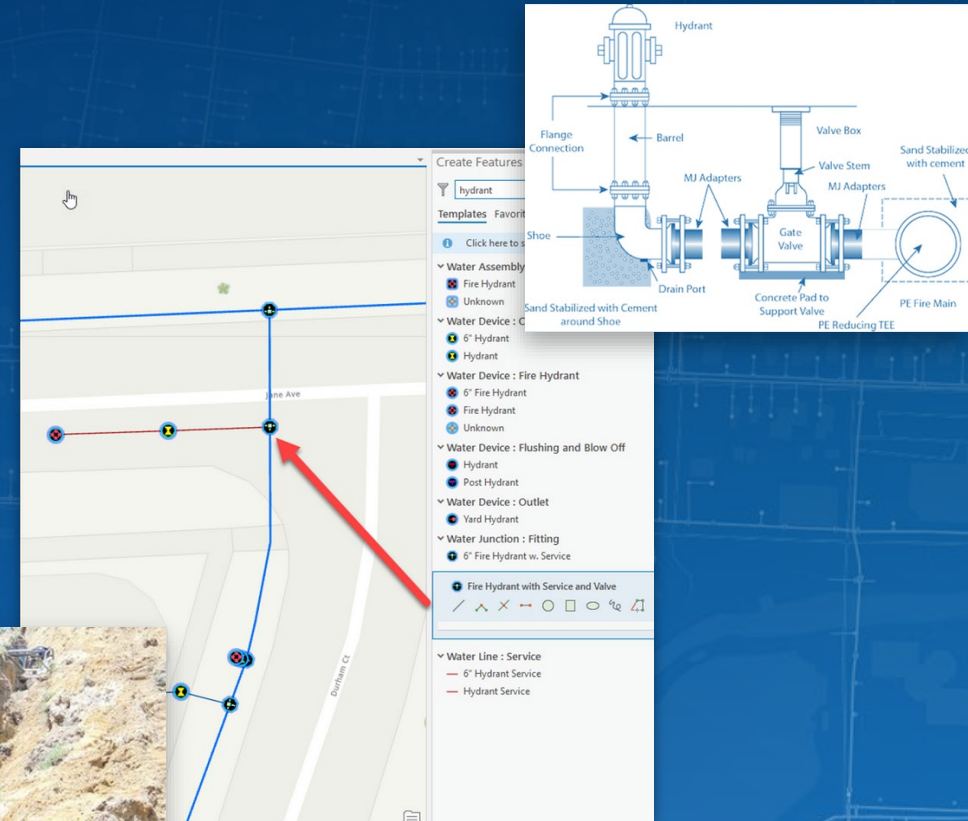 Hydrant
Flange
Connection
Barrel
Valve Box
Valve Stem
Sand Stabilized
with cement
MJ Adapters
MJ Adapters
Shoe
Gate
Valve
Drain Port
Concrete Pad to
Support Valve
PE Fire Main
Sand Stabilized with Cement
around Shoe
PE Reducing TEE
Create Features
hydrant
Templates Favorit
Click here to s
Water Assembly
Fire Hydrant
Unknown
Water Device : C
6" Hydrant
Hydrant
Water Device : Fire Hydrant
6" Fire Hydrant
Fire Hydrant
Unknown
Water Device : Flushing and Blow Off
Hydrant
Post Hydrant
Water Device : Outlet
Yard Hydrant
Water Junction : Fitting
6" Fire Hydrant w. Service
Fire Hydrant with Service and Valve
Water Line : Service
6" Hydrant Service
Hydrant Service
Ave
Durham Ct